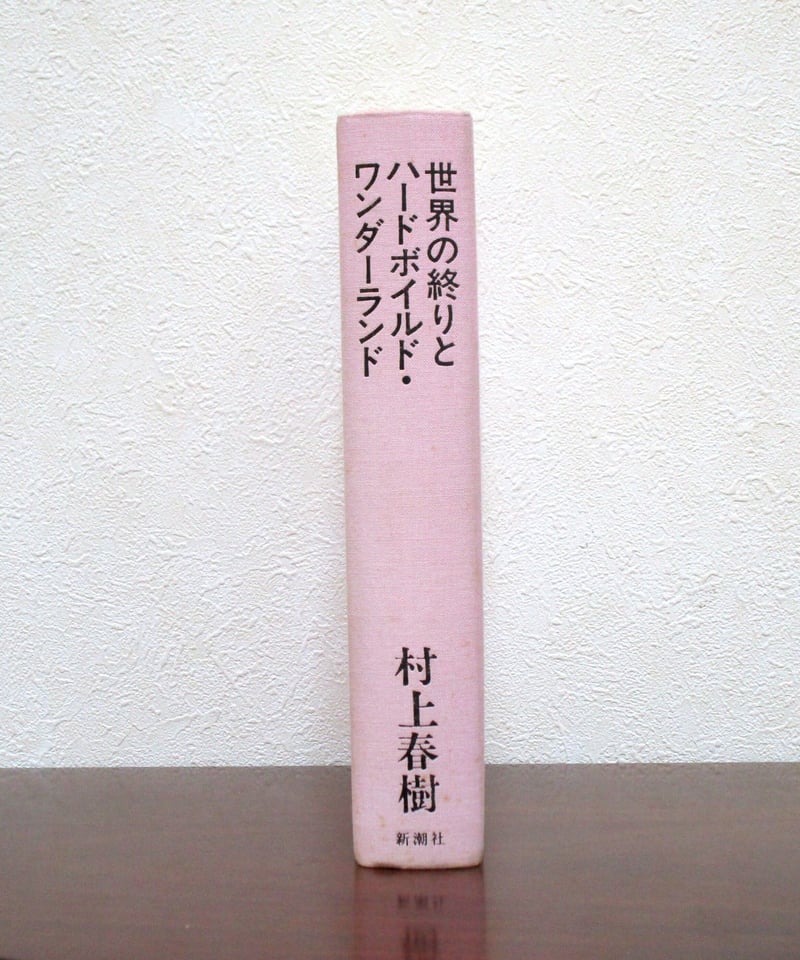 世界の終りと
ハードボイルド・
ワンダーランド
村上春樹
新潮社